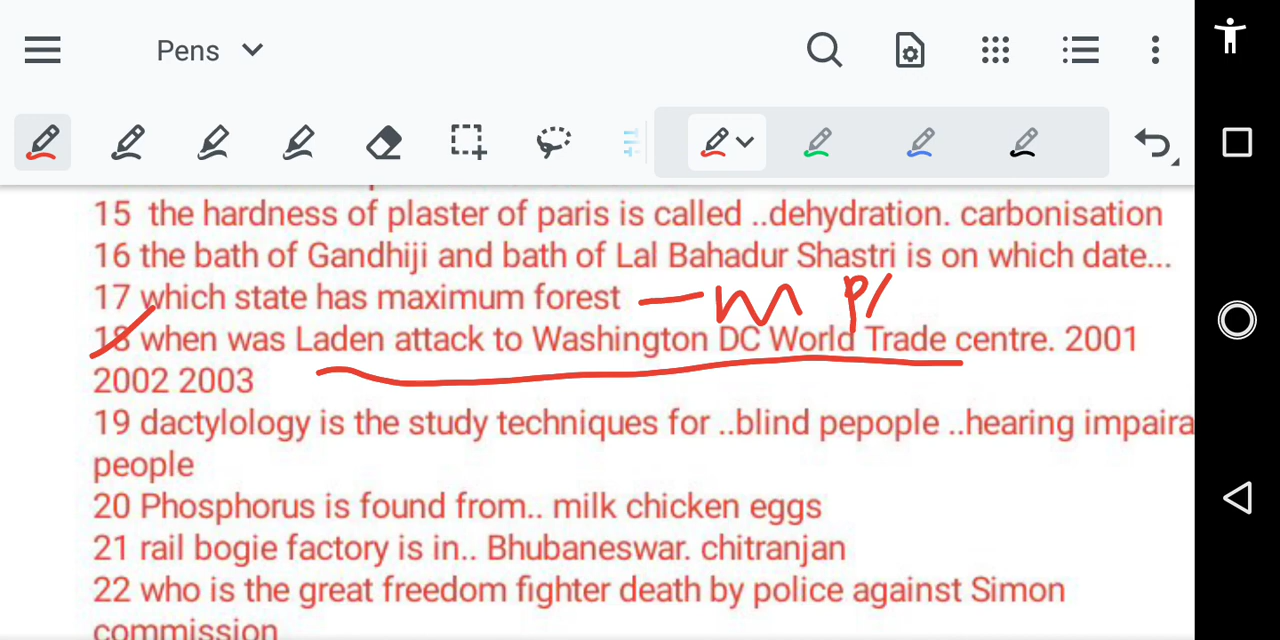 Pens
15 the hardness of plaster of paris is called ..dehydration. carbonisation
16 the bath of Gandhiji and bath of Lal Bahadur Shastri is on which date...
17 which state has maximum forest — M P
18 when was Laden attack to Washington DC World Trade centre. 2001
2002 2003
19 dactylology is the study techniques for ..blind pepople ..hearing impaira
people
20 Phosphorus is found from.. milk chicken eggs
21 rail bogie factory is in.. Bhubaneswar. chitranjan
22 who is the great freedom fighter death by police against Simon
commission